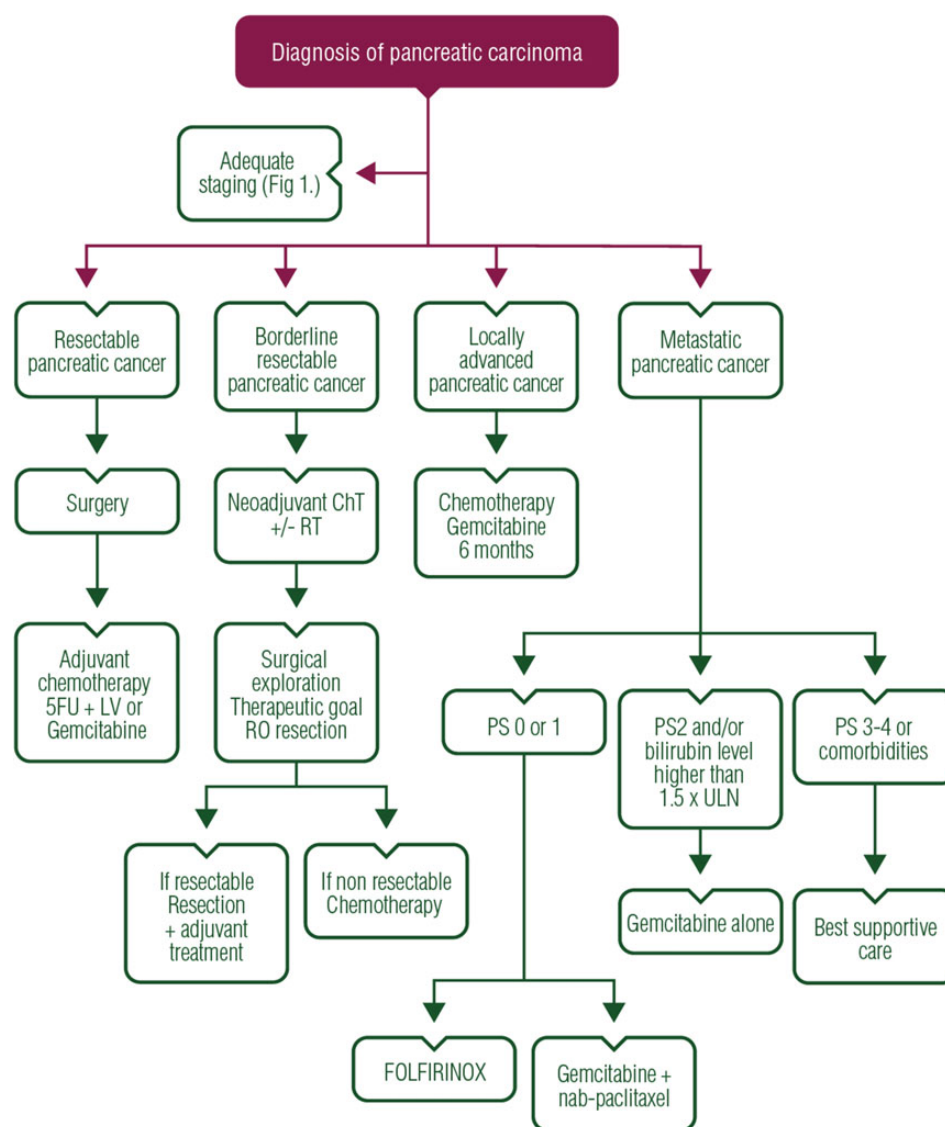 Diagnosis of pancreatic carcinoma
Adequate
staging (Fig 1.)
Resectable
pancreatic cancer
Borderline
resectable
pancreatic cancer
Locally
advanced
pancreatic cancer
Metastatic
pancreatic cancer
Surgery
Neoadjuvant ChT
+/- RT
Chemotherapy
Gemcitabine
6 months
Adjuvant
chemotherapy
5FU + LV or
Gemcitabine
Surgical
exploration
Therapeutic goal
RO resection
PS 0 or 1
PS2 and/or
bilirubin level
higher than
1.5 x ULN
PS 3-4 or
comorbidities
If resectable
Resection
+ adjuvant
treatment
If non resectable
Chemotherapy
Gemcitabine alone
Best supportive
care
FOLFIRINOX
Gemcitabine +
nab-paclitaxel